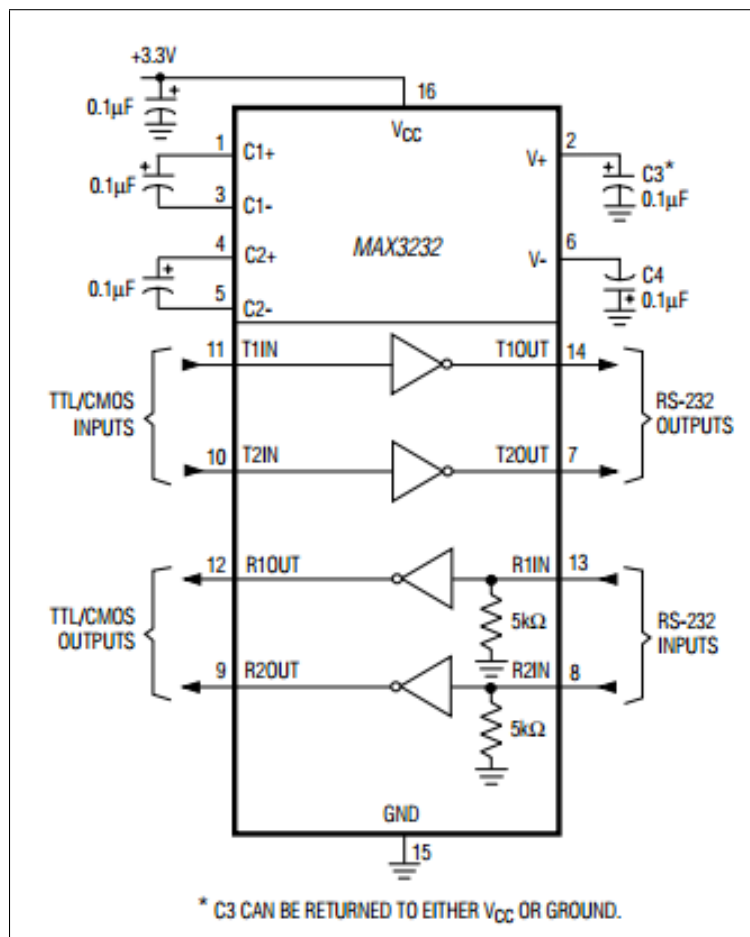 +3.3V
0.1µF
16
VCC
1
C1+
2
V+
0.1µF
3
C1-
C3*
0.1µF
4
C2+
MAX3232
6
V-
0.1µF
5
C2-
C4
0.1µF
11
T1IN
T1OUT
14
TTL/CMOS
INPUTS
RS-232
OUTPUTS
10
T2IN
T2OUT
7
12
R1OUT
R1IN
13
TTL/CMOS
OUTPUTS
5kΩ
RS-232
INPUTS
9
R2OUT
R2IN
8
5kΩ
GND
15
* C3 CAN BE RETURNED TO EITHER VCC OR GROUND.